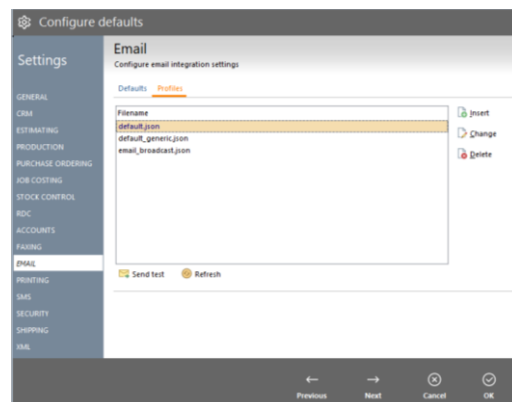 Configure defaults
Settings
GENERAL
CRM
ESTIMATING
PRODUCTION
PURCHASE ORDERING
JOB COSTING
STOCK CONTROL
RDC
ACCOUNTS
FAXING
EMAIL
PRINTING
SMS
SECURITY
SHIPPING
XML
Email
Configure email integration settings
Defaults Profiles
Filename
default.json
default_generic.json
email_broadcast.json
Insert
Change
Delete
Send test Refresh
Previous Next Cancel OK